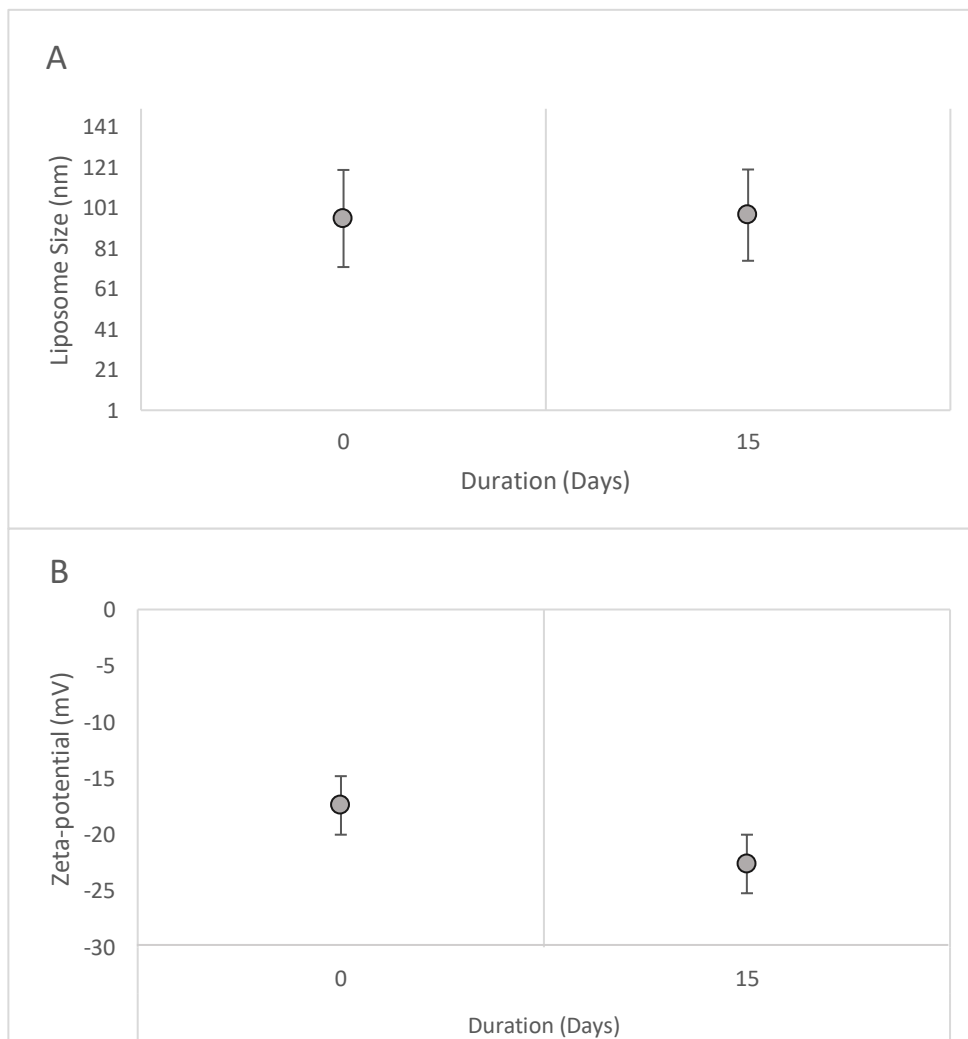 A
Liposome Size (nm)
141
121
101
81
61
41
21
1
0 15
Duration (Days)
B
Zeta-potential (mV)
0
-5
-10
-15
-20
-25
-30
0 15
Duration (Days)